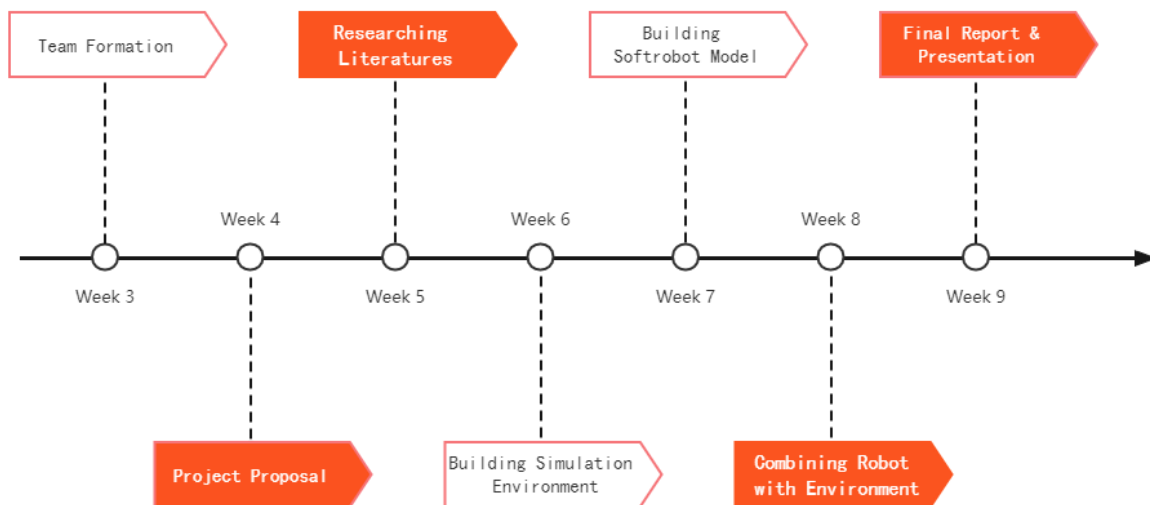 Team Formation
Researching
Literatures
Building
Softrobot Model
Final Report &
Presentation
Week 4
Week 6
Week 8
Week 3
Week 5
Week 7
Week 9
Project Proposal
Building Simulation
Environment
Combining Robot
with Environment